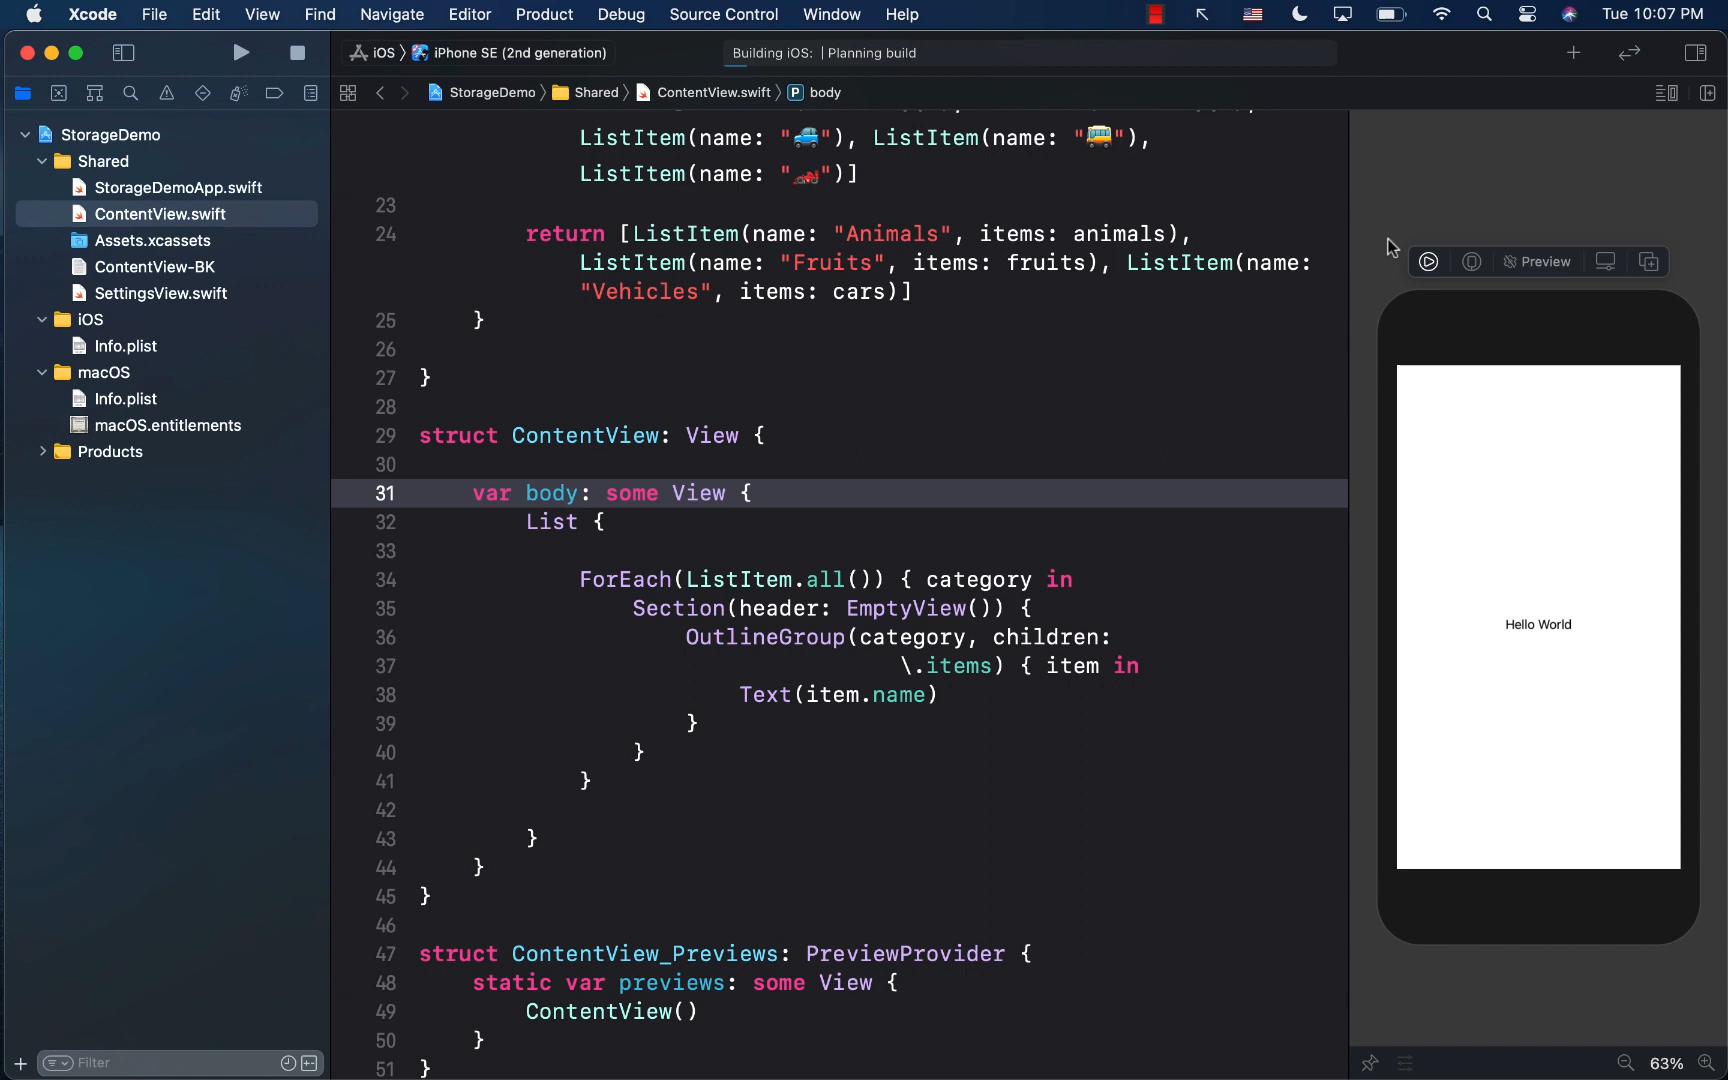 Xcode File Edit View Find Navigate Editor Product Debug Source Control Window Help Tue 10:07 PM
iOS iPhone SE (2nd generation) Building iOS: | Planning build
StorageDemo Shared ContentView.swift P body
StorageDemo
Shared
StorageDemoApp.swift
ContentView.swift
Assets.xcassets
ContentView-BK
SettingsView.swift
iOS
Info.plist
macOS
Info.plist
macOS.entitlements
Products
Filter
ListItem(name: "🚙"), ListItem(name: "🚌"),
ListItem(name: "🏎")]
23
24 return [ListItem(name: "Animals", items: animals),
ListItem(name: "Fruits", items: fruits), ListItem(name:
"Vehicles", items: cars)]
25 }
26
27 }
28
29 struct ContentView: View {
30
31 var body: some View {
32 List {
33
34 ForEach(ListItem.all()) { category in
35 Section(header: EmptyView()) {
36 OutlineGroup(category, children:
37 \.items) { item in
38 Text(item.name)
39 }
40 }
41 }
42
43 }
44 }
45 }
46
47 struct ContentView_Previews: PreviewProvider {
48 static var previews: some View {
49 ContentView()
50 }
51 }
Preview
Hello World
63%